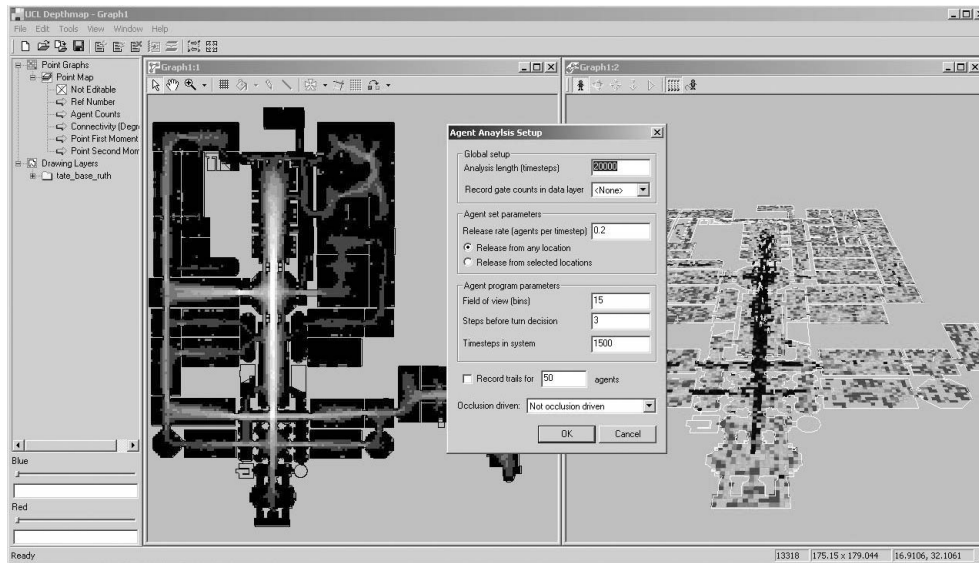 UCL Depthmap - Graph1
File Edit Tools View Window Help
Point Graphs
Point Map
Not Editable
Ref Number
Agent Counts
Connectivity (Degr
Point First Moment
Point Second Mom
Drawing Layers
tate_base_ruth
Blue
Red
Graph1:1
Graph1:2
Agent Anaylsis Setup
Global setup
Analysis length (timesteps) 20000
Record gate counts in data layer <None>
Agent set parameters
Release rate (agents per timestep) 0.2
Release from any location
Release from selected locations
Agent program parameters
Field of view (bins) 15
Steps before turn decision 3
Timesteps in system 1500
Record trails for 50 agents
Occlusion driven: Not occlusion driven
OK Cancel
Ready 13318 175.15 x 179.044 16.9106, 32.1061